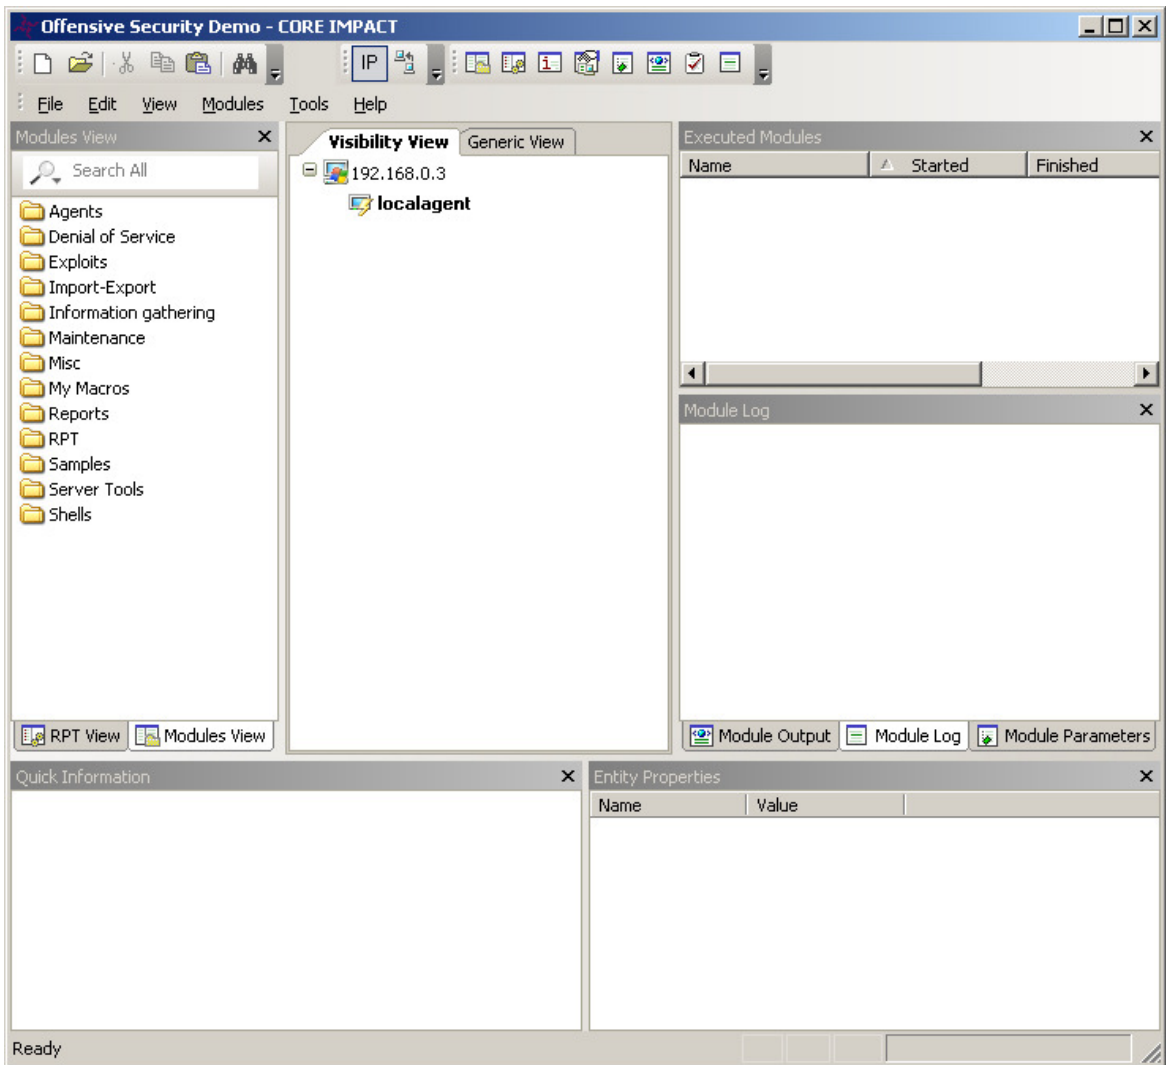 Offensive Security Demo - CORE IMPACT
IP
File Edit View Modules Tools Help
Modules View
Search All
Agents
Denial of Service
Exploits
Import-Export
Information gathering
Maintenance
Misc
My Macros
Reports
RPT
Samples
Server Tools
Shells
RPT View Modules View
Visibility View Generic View
192.168.0.3
localagent
Executed Modules
Name Started Finished
Module Log
Module Output Module Log Module Parameters
Quick Information
Entity Properties
Name Value
Ready